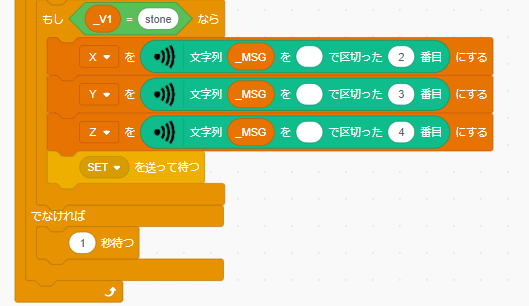 もし _V1 = stone なら
X を 文字列 _MSG を で区切った 2 番目 にする
Y を 文字列 _MSG を で区切った 3 番目 にする
Z を 文字列 _MSG を で区切った 4 番目 にする
SET を送って待つ
でなければ
1 秒待つ